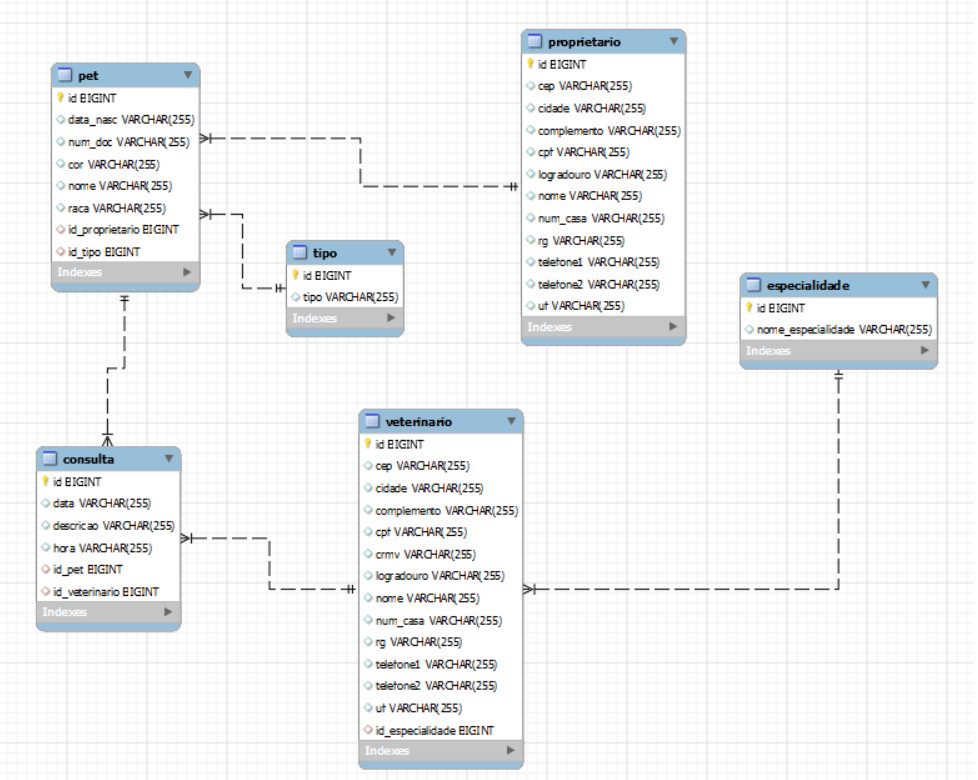 pet
id BIGINT
data_nasc VARCHAR(255)
num_doc VARCHAR(255)
cor VARCHAR(255)
nome VARCHAR(255)
raca VARCHAR(255)
id_proprietario BIGINT
id_tipo BIGINT
Indexes
proprietario
id BIGINT
cep VARCHAR(255)
cidade VARCHAR(255)
complemento VARCHAR(255)
cpf VARCHAR(255)
logradouro VARCHAR(255)
nome VARCHAR(255)
num_casa VARCHAR(255)
rg VARCHAR(255)
telefone1 VARCHAR(255)
telefone2 VARCHAR(255)
uf VARCHAR(255)
Indexes
tipo
id BIGINT
tipo VARCHAR(255)
Indexes
especialidade
id BIGINT
nome_especialidade VARCHAR(255)
Indexes
consulta
id BIGINT
data VARCHAR(255)
descricao VARCHAR(255)
hora VARCHAR(255)
id_pet BIGINT
id_veterinario BIGINT
Indexes
veterinario
id BIGINT
cep VARCHAR(255)
cidade VARCHAR(255)
complemento VARCHAR(255)
cpf VARCHAR(255)
crmv VARCHAR(255)
logradouro VARCHAR(255)
nome VARCHAR(255)
num_casa VARCHAR(255)
rg VARCHAR(255)
telefone1 VARCHAR(255)
telefone2 VARCHAR(255)
uf VARCHAR(255)
id_especialidade BIGINT
Indexes